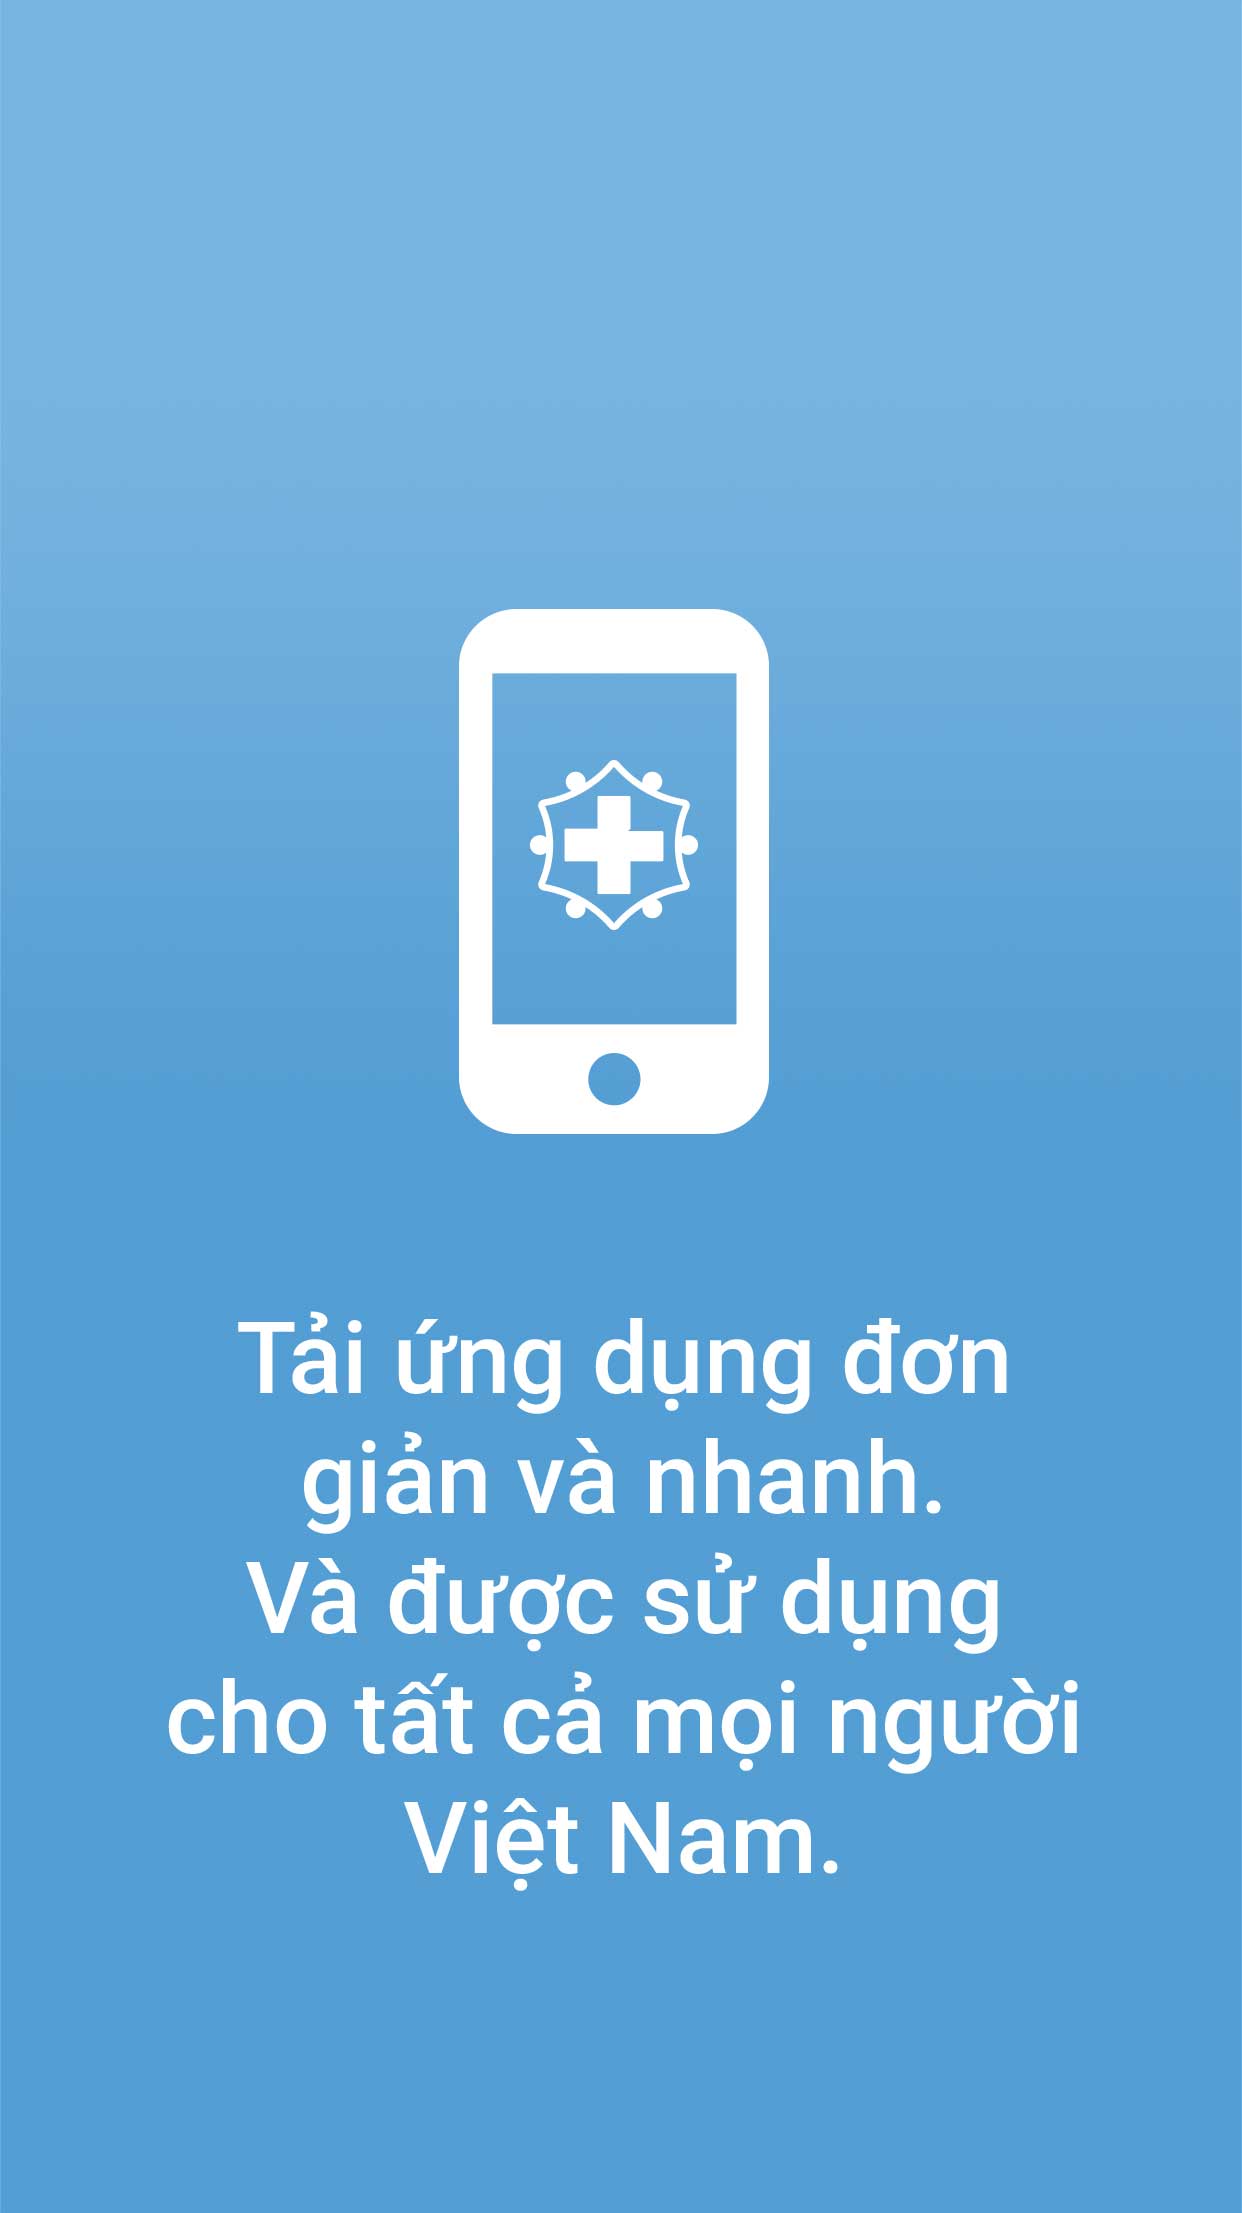 Tải ứng dụng đơn
giản và nhanh.
Và được sử dụng
cho tất cả mọi người
Việt Nam.